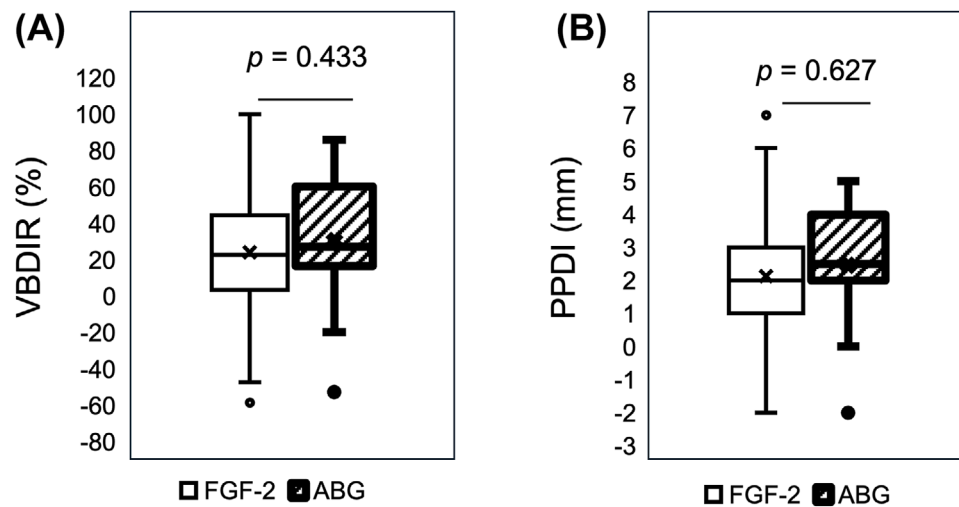 (A)
p = 0.433
VBDIR (%)
120
100
80
60
40
20
0
-20
-40
-60
-80
FGF-2 ABG
(B)
p = 0.627
PPDI (mm)
8
7
6
5
4
3
2
1
0
-1
-2
-3
FGF-2 ABG